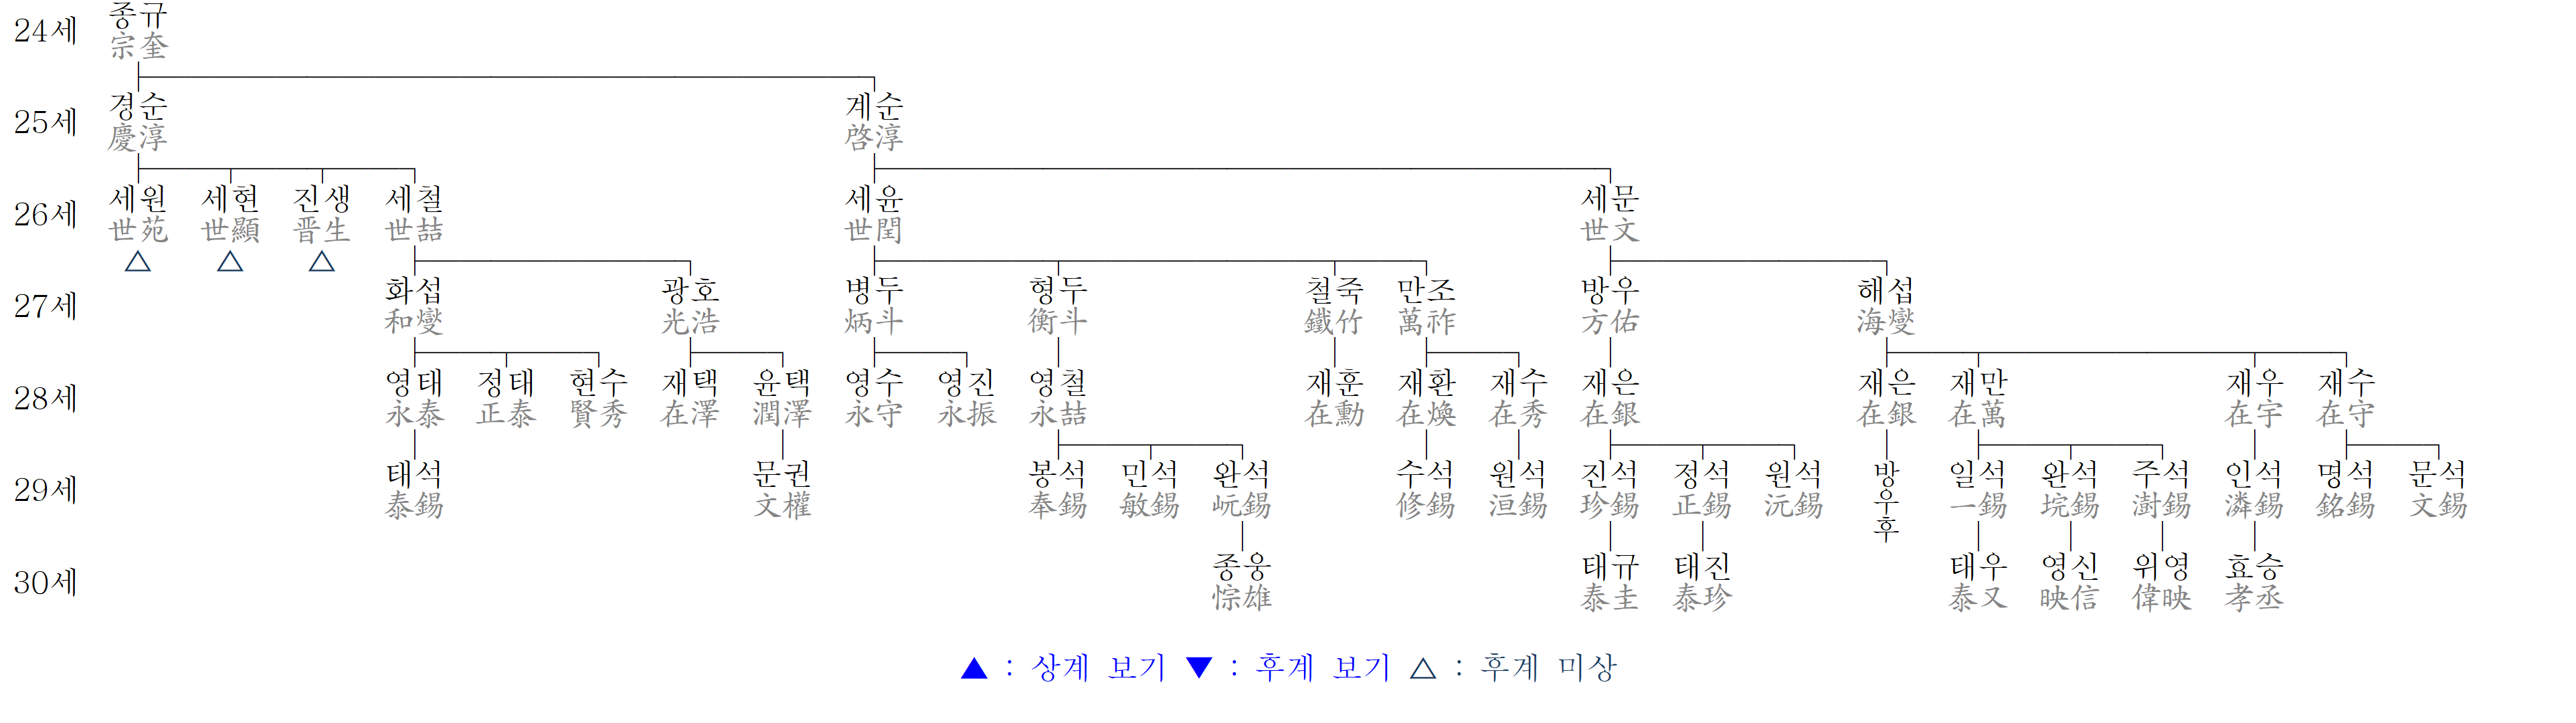 24세 종규
宗奎
25세 경순 계순
慶淳 啓淳
26세 세원 세현 진생 세철 세윤 세문
世苑 世顯 晋生 世喆 世閏 世文
△ △ △
27세 화섭 광호 병두 형두 철죽 만조 방우 해섭
和燮 光浩 炳斗 衡斗 鐵竹 萬祚 方佑 海燮
28세 영태 정태 현수 재택 윤택 영수 영진 영철 재훈 재환 재수 재은 재은 재만 재우 재수
永泰 正泰 賢秀 在澤 潤澤 永守 永振 永喆 在勳 在煥 在秀 在銀 在銀 在萬 在宇 在守
29세 태석 문권 봉석 민석 완석 수석 원석 진석 정석 원석 방우후 일석 완석 주석 인석 명석 문석
泰錫 文權 奉錫 敏錫 岏錫 修錫 洹錫 珍錫 正錫 沅錫 一錫 垸錫 澍錫 潾錫 銘錫 文錫
30세 종웅 태규 태진 태우 영신 위영 효승
悰雄 泰圭 泰珍 泰又 映信 偉映 孝丞
▲ : 상계 보기 ▼ : 후계 보기 △ : 후계 미상